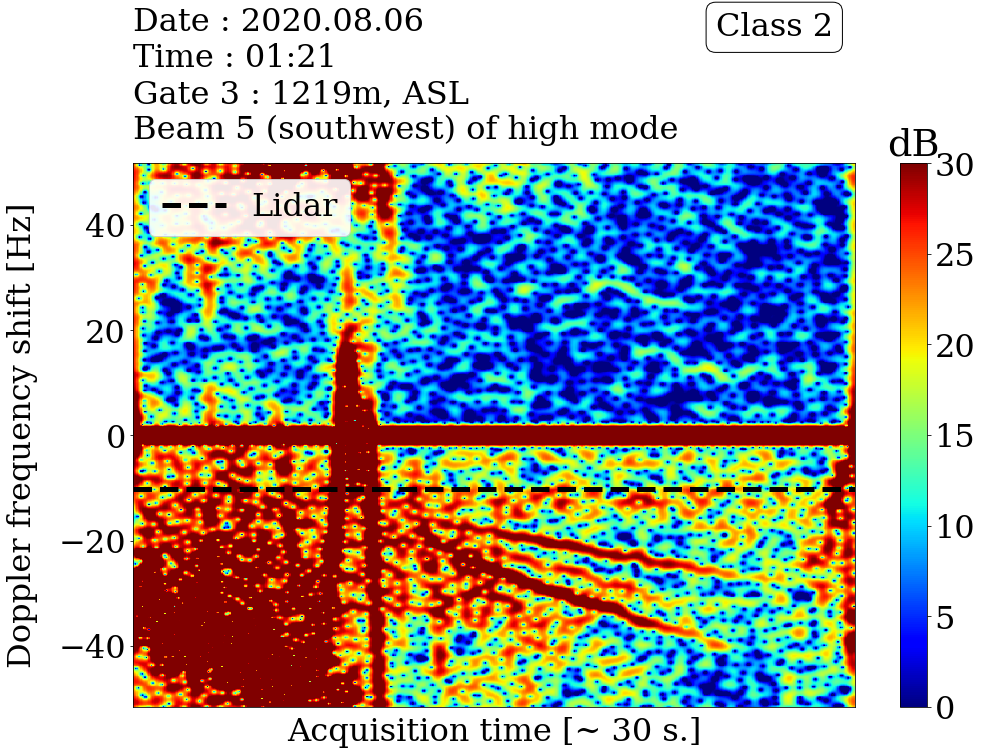 Date : 2020.08.06
Time : 01:21
Gate 3 : 1219m, ASL
Beam 5 (southwest) of high mode
Class 2
dB
Lidar
Doppler frequency shift [Hz]
40
20
0
−20
−40
30
25
20
15
10
5
0
Acquisition time [~ 30 s.]